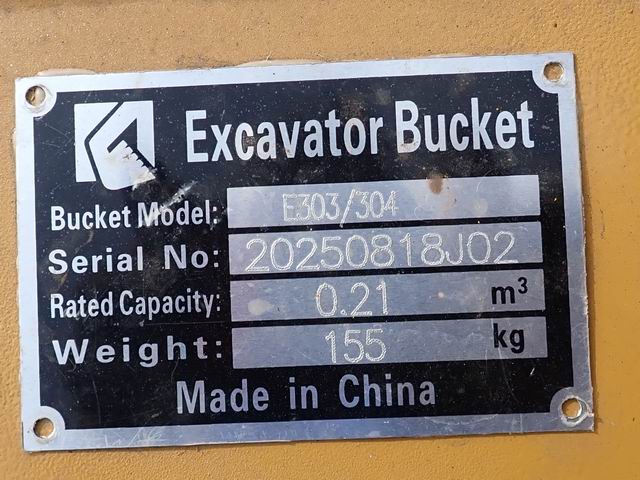 Excavator Bucket
Bucket Model: E303/304
Serial No: 20250818J02
Rated Capacity: 0.21 m³
Weight: 155 kg
Made in China